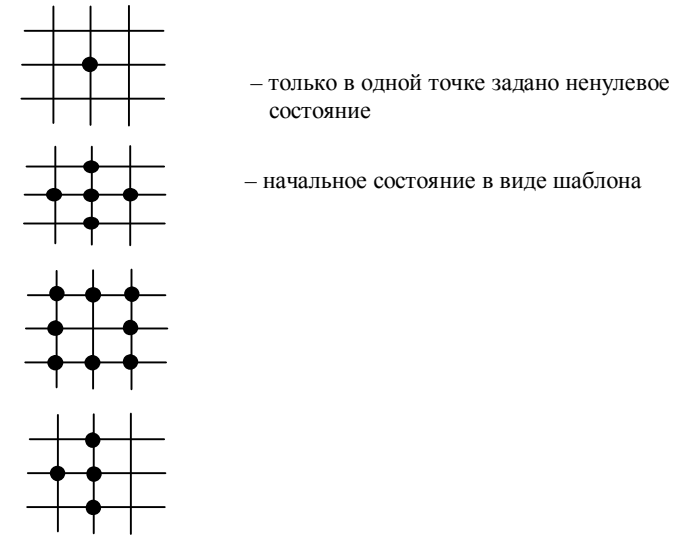 – только в одной точке задано ненулевое
состояние
– начальное состояние в виде шаблона